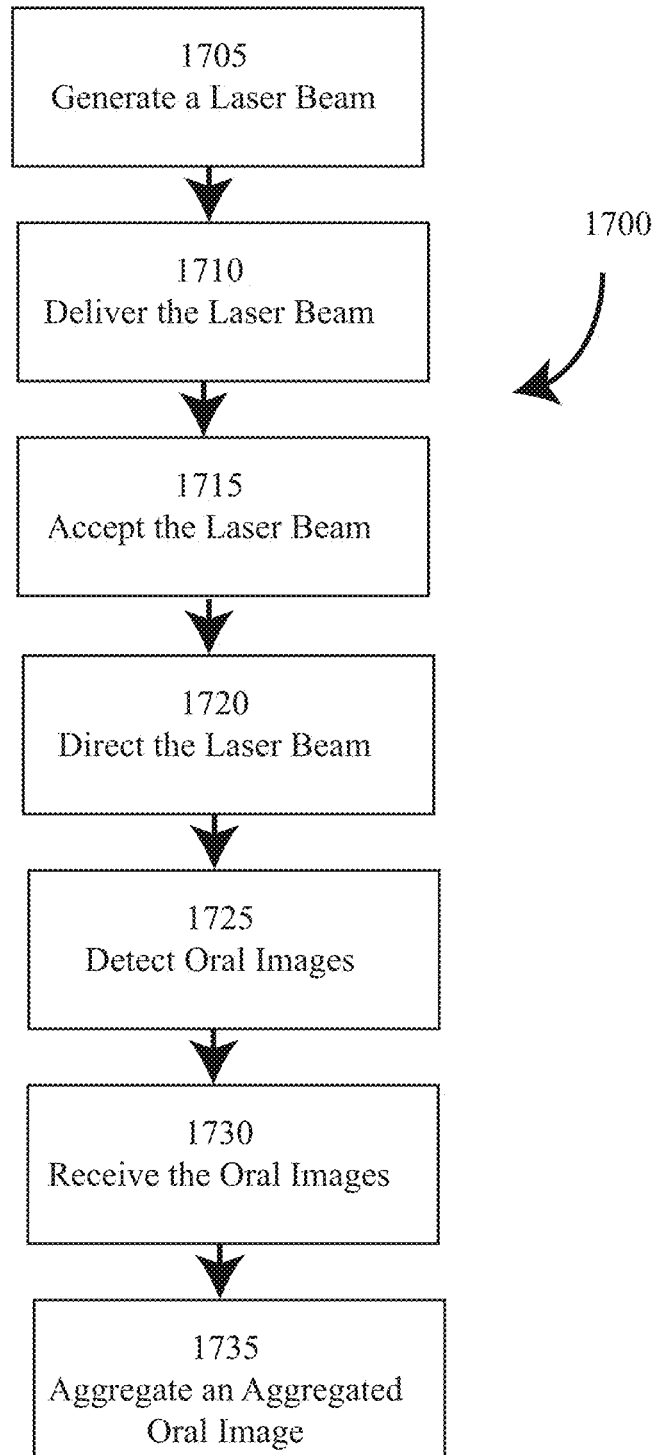 1705
Generate a Laser Beam
1700
1710
Deliver the Laser Beam
1715
Accept the Laser Beam
1720
Direct the Laser Beam
1725
Detect Oral Images
1730
Receive the Oral Images
1735
Aggregate an Aggregated
Oral Image